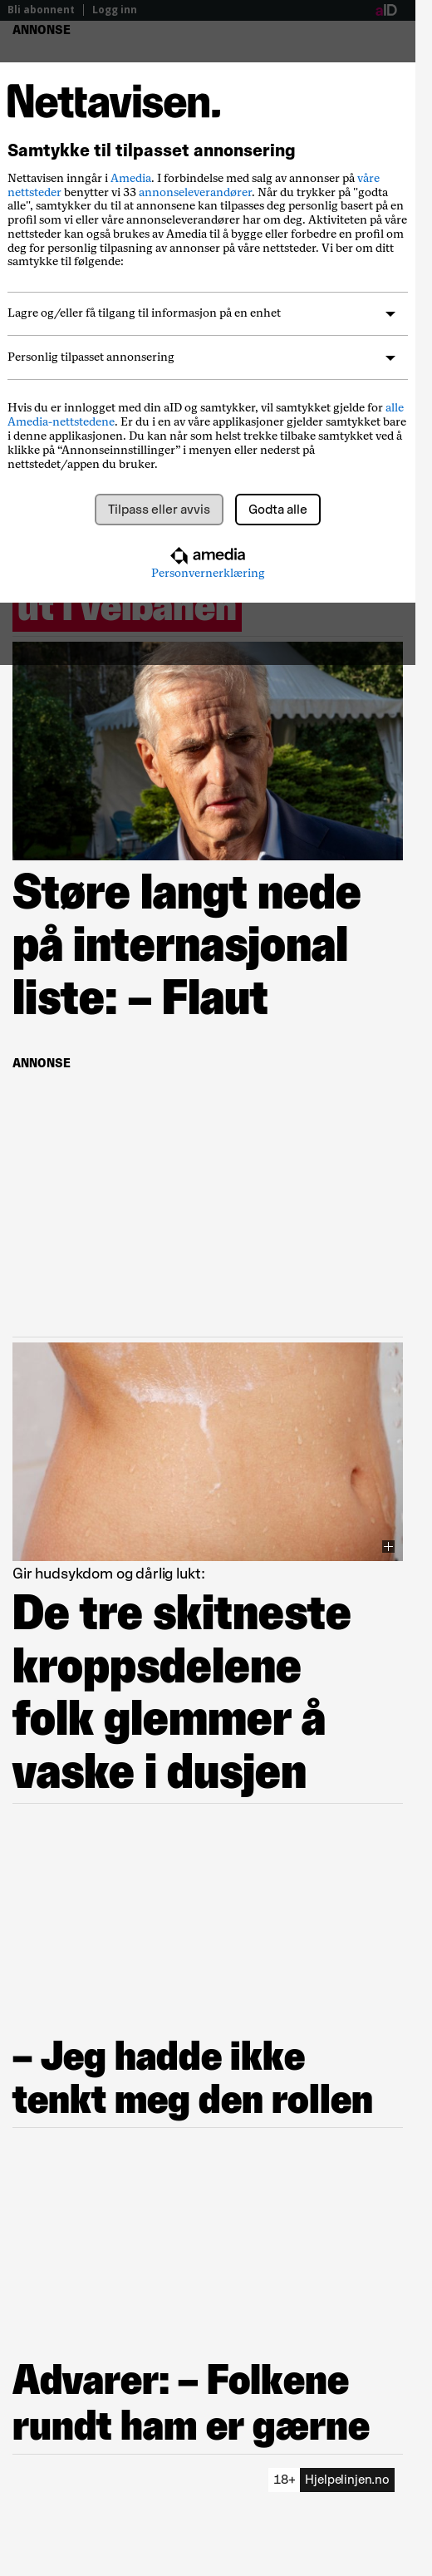 Bli abonnent | Logg inn aID
ANNONSE
Nettavisen.
Samtykke til tilpasset annonsering
Nettavisen inngår i Amedia. I forbindelse med salg av annonser på våre
nettsteder benytter vi 33 annonseleverandører. Når du trykker på "godta
alle", samtykker du til at annonsene kan tilpasses deg personlig basert på en
profil som vi eller våre annonseleverandører har om deg. Aktiviteten på våre
nettsteder kan også brukes av Amedia til å bygge eller forbedre en profil om
deg for personlig tilpasning av annonser på våre nettsteder. Vi ber om ditt
samtykke til følgende:
Lagre og/eller få tilgang til informasjon på en enhet
Personlig tilpasset annonsering
Hvis du er innlogget med din aID og samtykker, vil samtykket gjelde for alle
Amedia-nettstedene. Er du i en av våre applikasjoner gjelder samtykket bare
i denne applikasjonen. Du kan når som helst trekke tilbake samtykket ved å
klikke på “Annonseinnstillinger” i menyen eller nederst på
nettstedet/appen du bruker.
Tilpass eller avvis Godta alle
amedia
Personvernerklæring
ut i veibanen
Støre langt nede
på internasjonal
liste: – Flaut
ANNONSE
Gir hudsykdom og dårlig lukt:
De tre skitneste
kroppsdelene
folk glemmer å
vaske i dusjen
– Jeg hadde ikke
tenkt meg den rollen
Advarer: – Folkene
rundt ham er gærne
18+ Hjelpelinjen.no